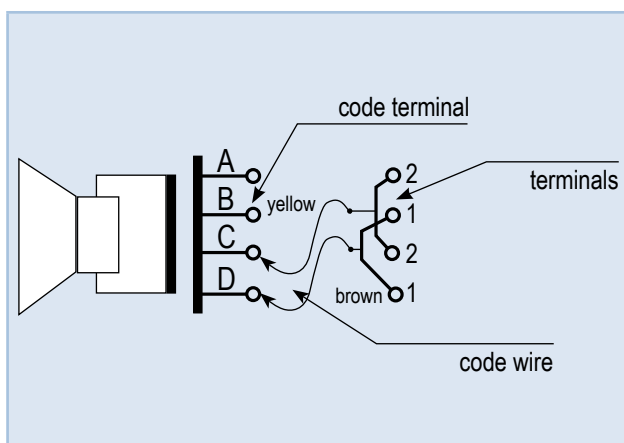 code terminal
A
2
terminals
B
yellow
1
C
2
D
brown
1
code wire